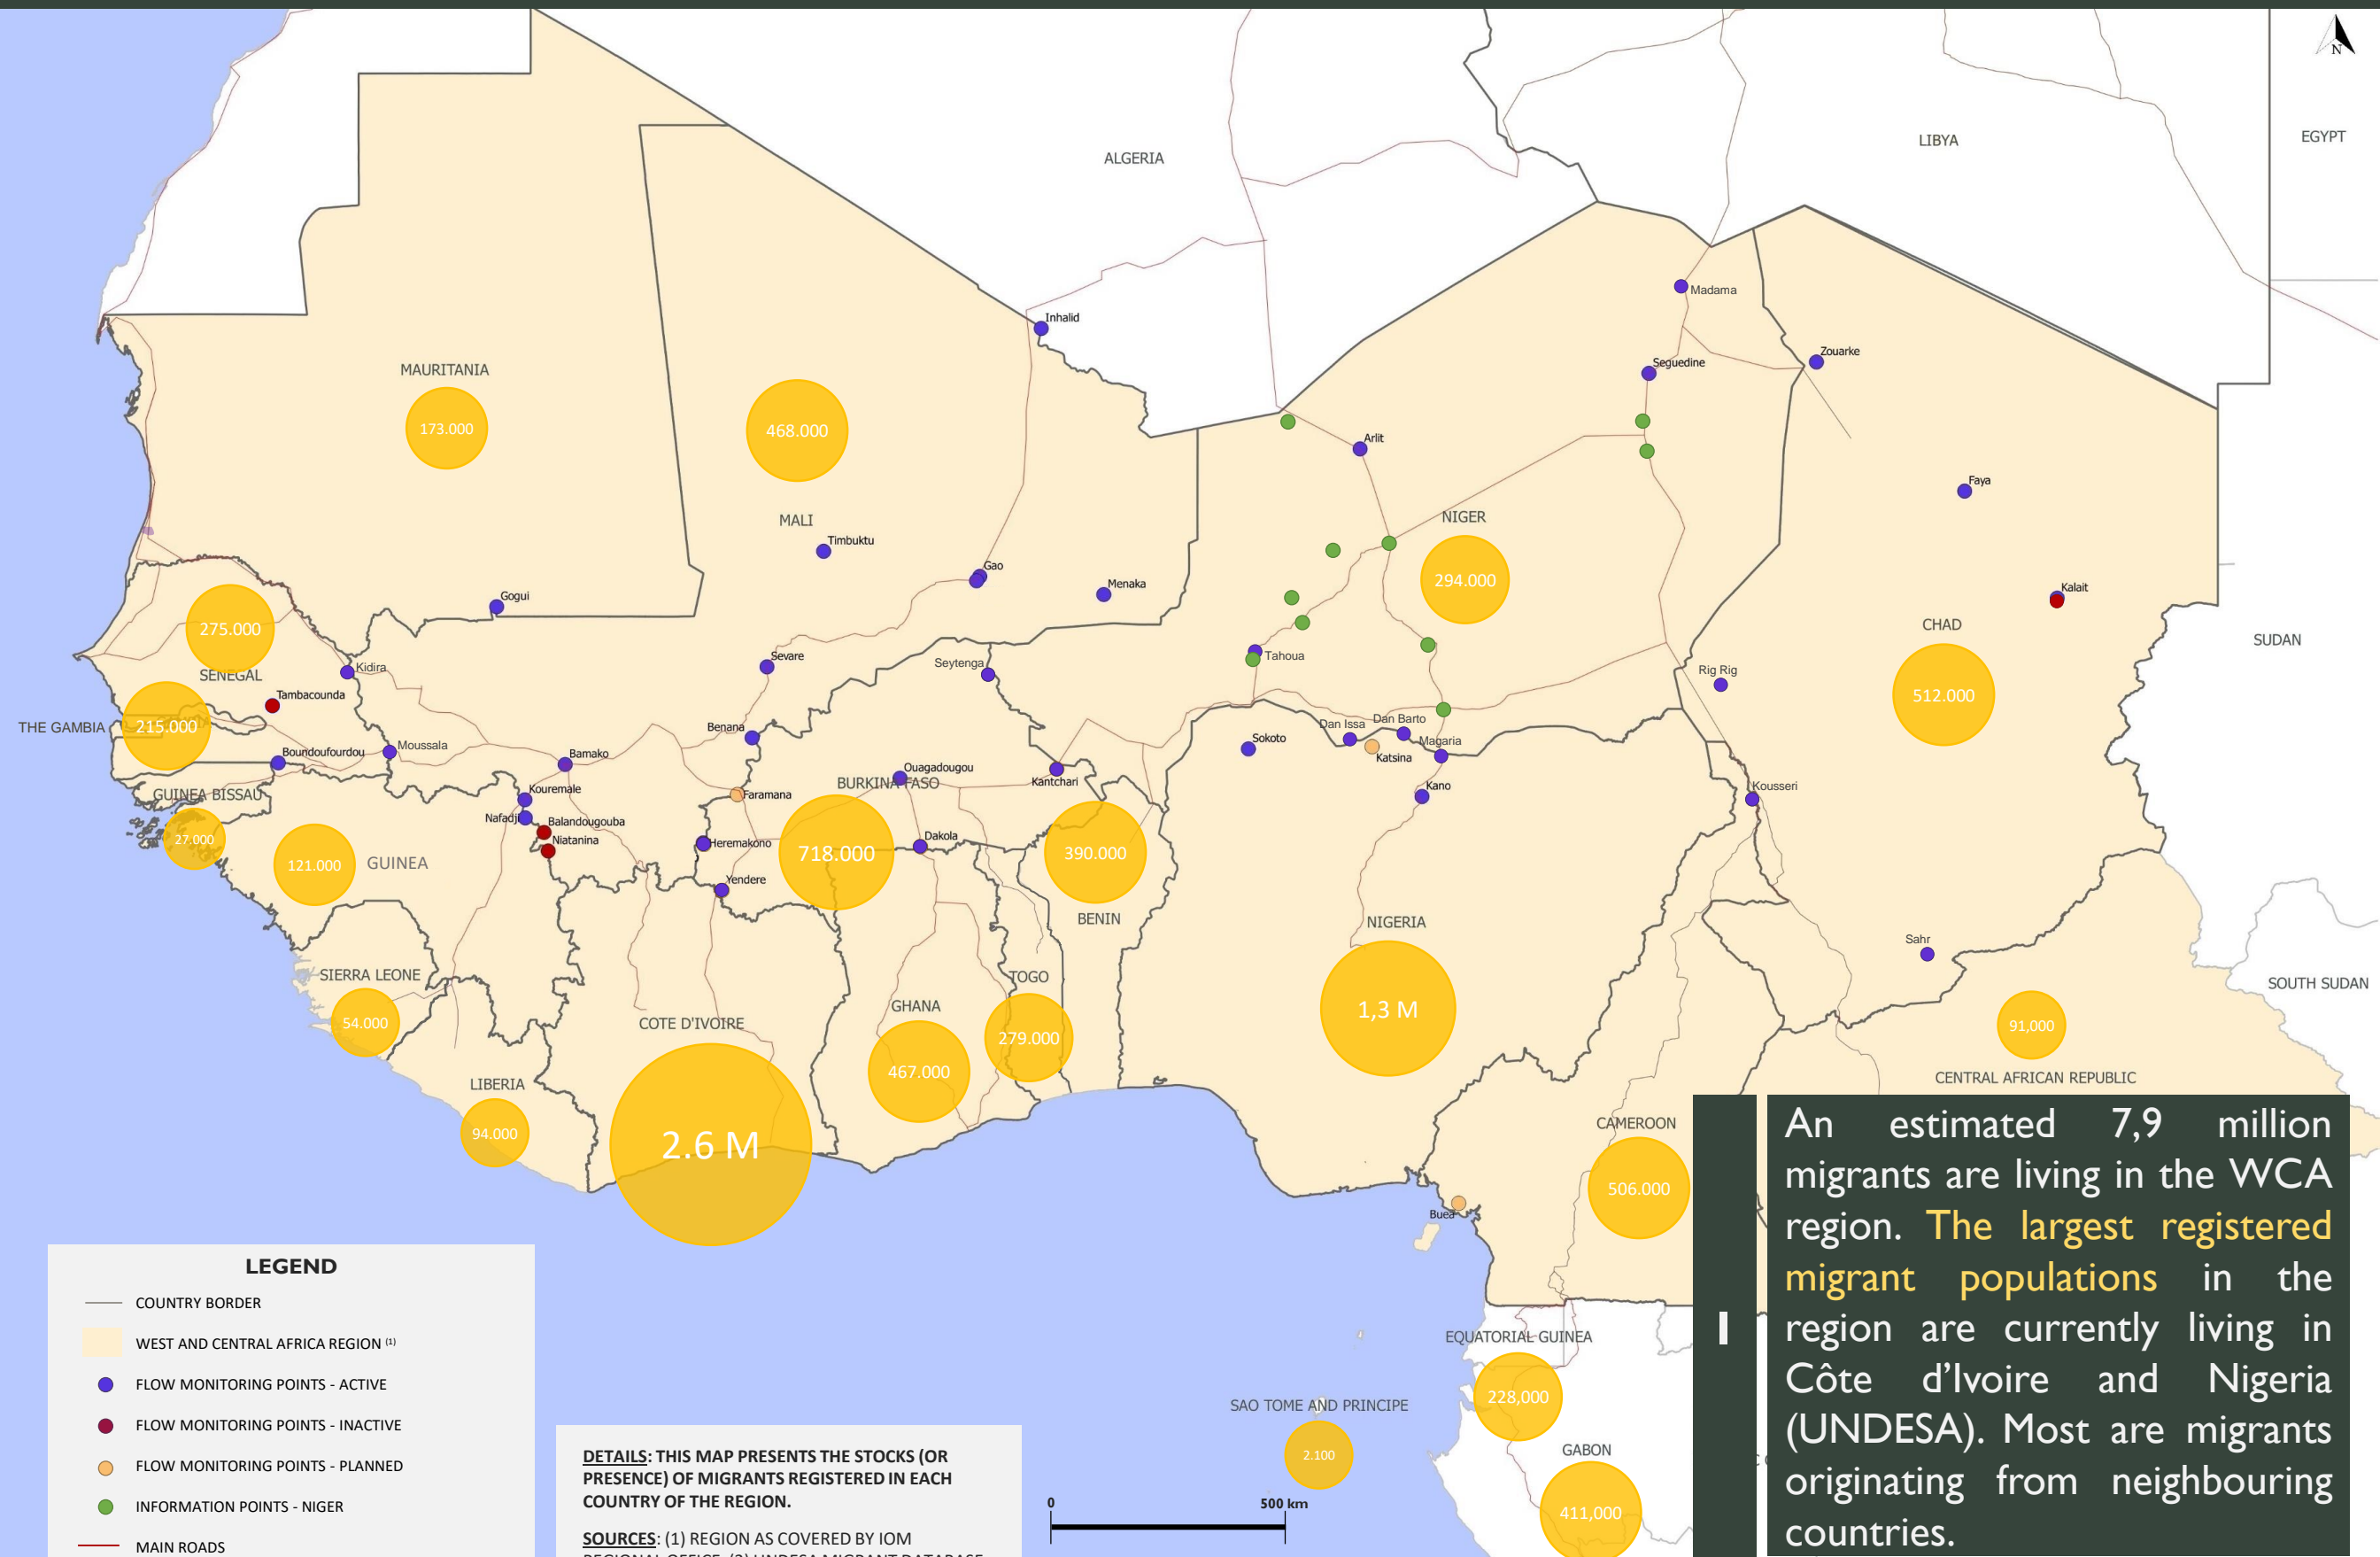 N
ALGERIA
LIBYA
EGYPT
Madama
Inhalid
Zouarke
Seguedine
MAURITANIA
173.000
468.000
Arlit
Faya
MALI
NIGER
Timbuktu
Gao
Menaka
294.000
Gogui
Kalait
CHAD
275.000
SENEGAL
Kidira
Sevare
Seytenga
Tahoua
SUDAN
Rig Rig
512.000
Tambacounda
THE GAMBIA
215.000
Benana
Dan Issa
Dan Barto
Sokoto
Magaria
Katsina
Boundoufourdou
Moussala
Bamako
Ouagadougou
BURKINA FASO
Kantchari
Kano
Kousseri
GUINEA BISSAU
Kouremale
Faramana
Nafadji
Balandougouba
Niatanina
27.000
Heremakono
Dakola
121.000
GUINEA
718.000
390.000
Yendere
BENIN
NIGERIA
Sahr
SIERRA LEONE
TOGO
SOUTH SUDAN
GHANA
1,3 M
54.000
COTE D'IVOIRE
279.000
91,000
467.000
CENTRAL AFRICAN REPUBLIC
LIBERIA
94.000
2.6 M
CAMEROON
506.000
Buea
EQUATORIAL GUINEA
228,000
SAO TOME AND PRINCIPE
2.100
GABON
411,000
LEGEND
COUNTRY BORDER
WEST AND CENTRAL AFRICA REGION (1)
FLOW MONITORING POINTS - ACTIVE
FLOW MONITORING POINTS - INACTIVE
FLOW MONITORING POINTS - PLANNED
INFORMATION POINTS - NIGER
MAIN ROADS
DETAILS: THIS MAP PRESENTS THE STOCKS (OR
PRESENCE) OF MIGRANTS REGISTERED IN EACH
COUNTRY OF THE REGION.
SOURCES: (1) REGION AS COVERED BY IOM
REGIONAL OFFICE; (2) UNDESA MIGRANT DATABASE
0 500 km
I
An estimated 7,9 million
migrants are living in the WCA
region. The largest registered
migrant populations in the
region are currently living in
Côte d'Ivoire and Nigeria
(UNDESA). Most are migrants
originating from neighbouring
countries.